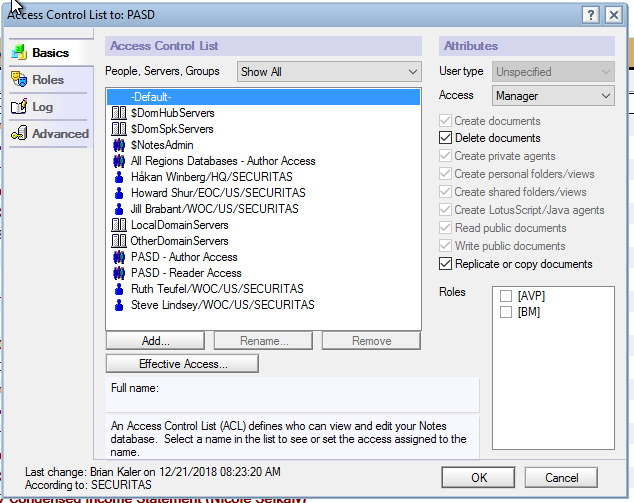 Access Control List to: PASD
?
Basics
Roles
Log
Advanced
Access Control List
People, Servers, Groups
Show All
-Default-
$DomHubServers
$DomSpkServers
$NotesAdmin
All Regions Databases - Author Access
Håkan Winberg/HQ/SECURITAS
Howard Shur/EOC/US/SECURITAS
Jill Brabant/WOC/US/SECURITAS
LocalDomainServers
OtherDomainServers
PASD - Author Access
PASD - Reader Access
Ruth Teufel/WOC/US/SECURITAS
Steve Lindsey/WOC/US/SECURITAS
Add...
Rename...
Remove
Effective Access...
Full name:
An Access Control List (ACL) defines who can view and edit your Notes
database. Select a name in the list to see or set the access assigned to the
name.
Attributes
User type
Unspecified
Access
Manager
Create documents
Delete documents
Create private agents
Create personal folders/views
Create shared folders/views
Create LotusScript/Java agents
Read public documents
Write public documents
Replicate or copy documents
Roles
[AVP]
[BM]
Last change: Brian Kaler on 12/21/2018 08:23:20 AM
According to: SECURITAS
OK
Cancel
Condensed Income Statement (Nicole